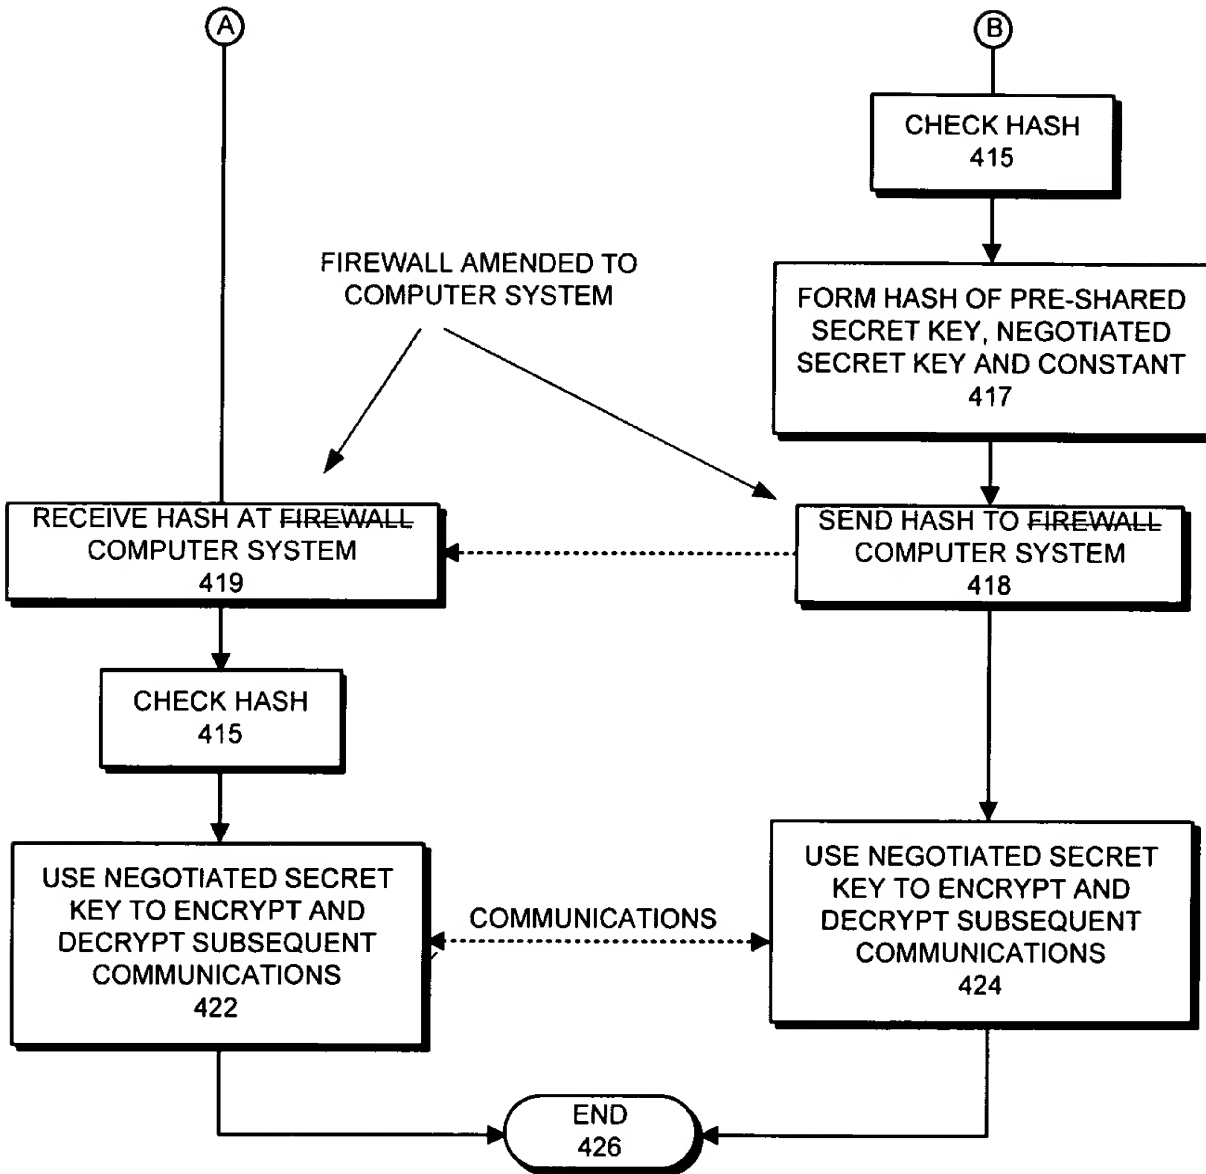 A
B
CHECK HASH
415
FIREWALL AMENDED TO
COMPUTER SYSTEM
FORM HASH OF PRE-SHARED
SECRET KEY, NEGOTIATED
SECRET KEY AND CONSTANT
417
RECEIVE HASH AT FIREWALL
COMPUTER SYSTEM
419
SEND HASH TO FIREWALL
COMPUTER SYSTEM
418
CHECK HASH
415
USE NEGOTIATED SECRET
KEY TO ENCRYPT AND
DECRYPT SUBSEQUENT
COMMUNICATIONS
422
COMMUNICATIONS
USE NEGOTIATED SECRET
KEY TO ENCRYPT AND
DECRYPT SUBSEQUENT
COMMUNICATIONS
424
END
426